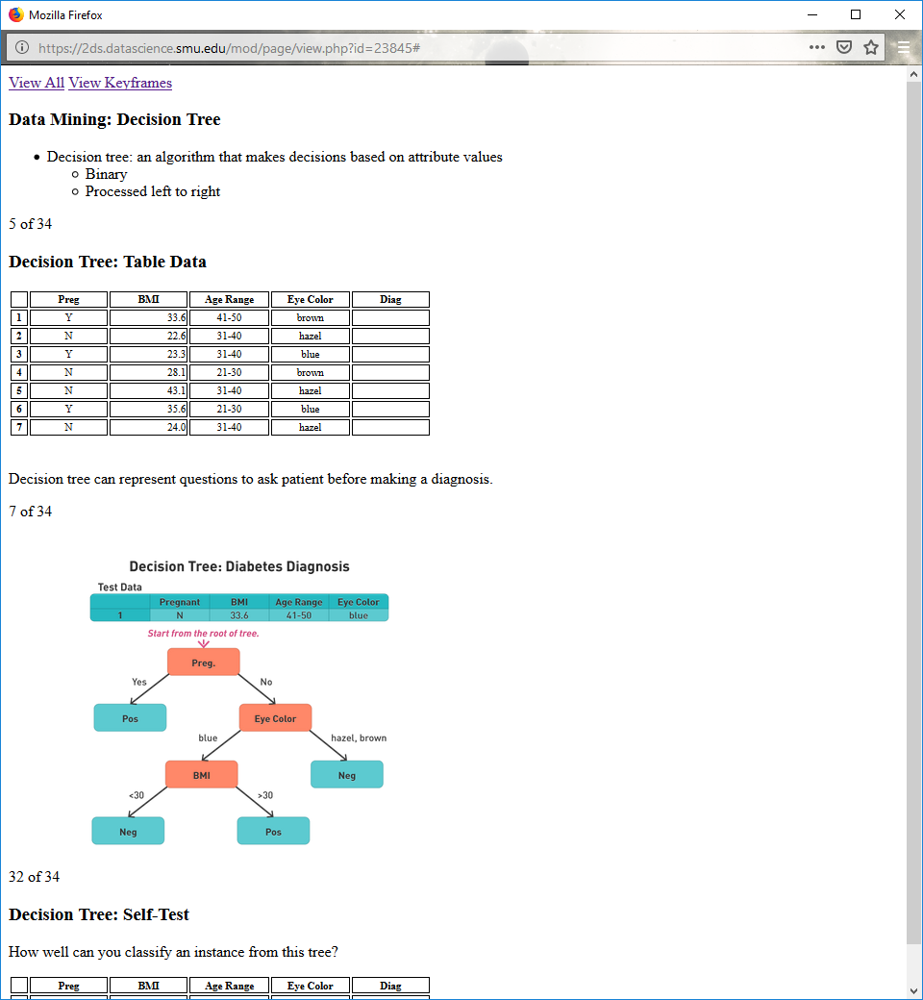 Mozilla Firefox
https://2ds.datascience.smu.edu/mod/page/view.php?id=23845#
View All View Keyframes
Data Mining: Decision Tree
Decision tree: an algorithm that makes decisions based on attribute values
Binary
Processed left to right
5 of 34
Decision Tree: Table Data
Preg BMI Age Range Eye Color Diag
1 Y 33.6 41-50 brown
2 N 22.6 31-40 hazel
3 Y 23.3 31-40 blue
4 N 28.1 21-30 brown
5 N 43.1 31-40 hazel
6 Y 35.6 21-30 blue
7 N 24.0 31-40 hazel
Decision tree can represent questions to ask patient before making a diagnosis.
7 of 34
Decision Tree: Diabetes Diagnosis
Test Data
Pregnant BMI Age Range Eye Color
1 N 33.6 41-50 blue
Start from the root of tree.
Preg.
Yes No
Pos Eye Color
blue hazel, brown
BMI Neg
<30 >30
Neg Pos
32 of 34
Decision Tree: Self-Test
How well can you classify an instance from this tree?
Preg BMI Age Range Eye Color Diag